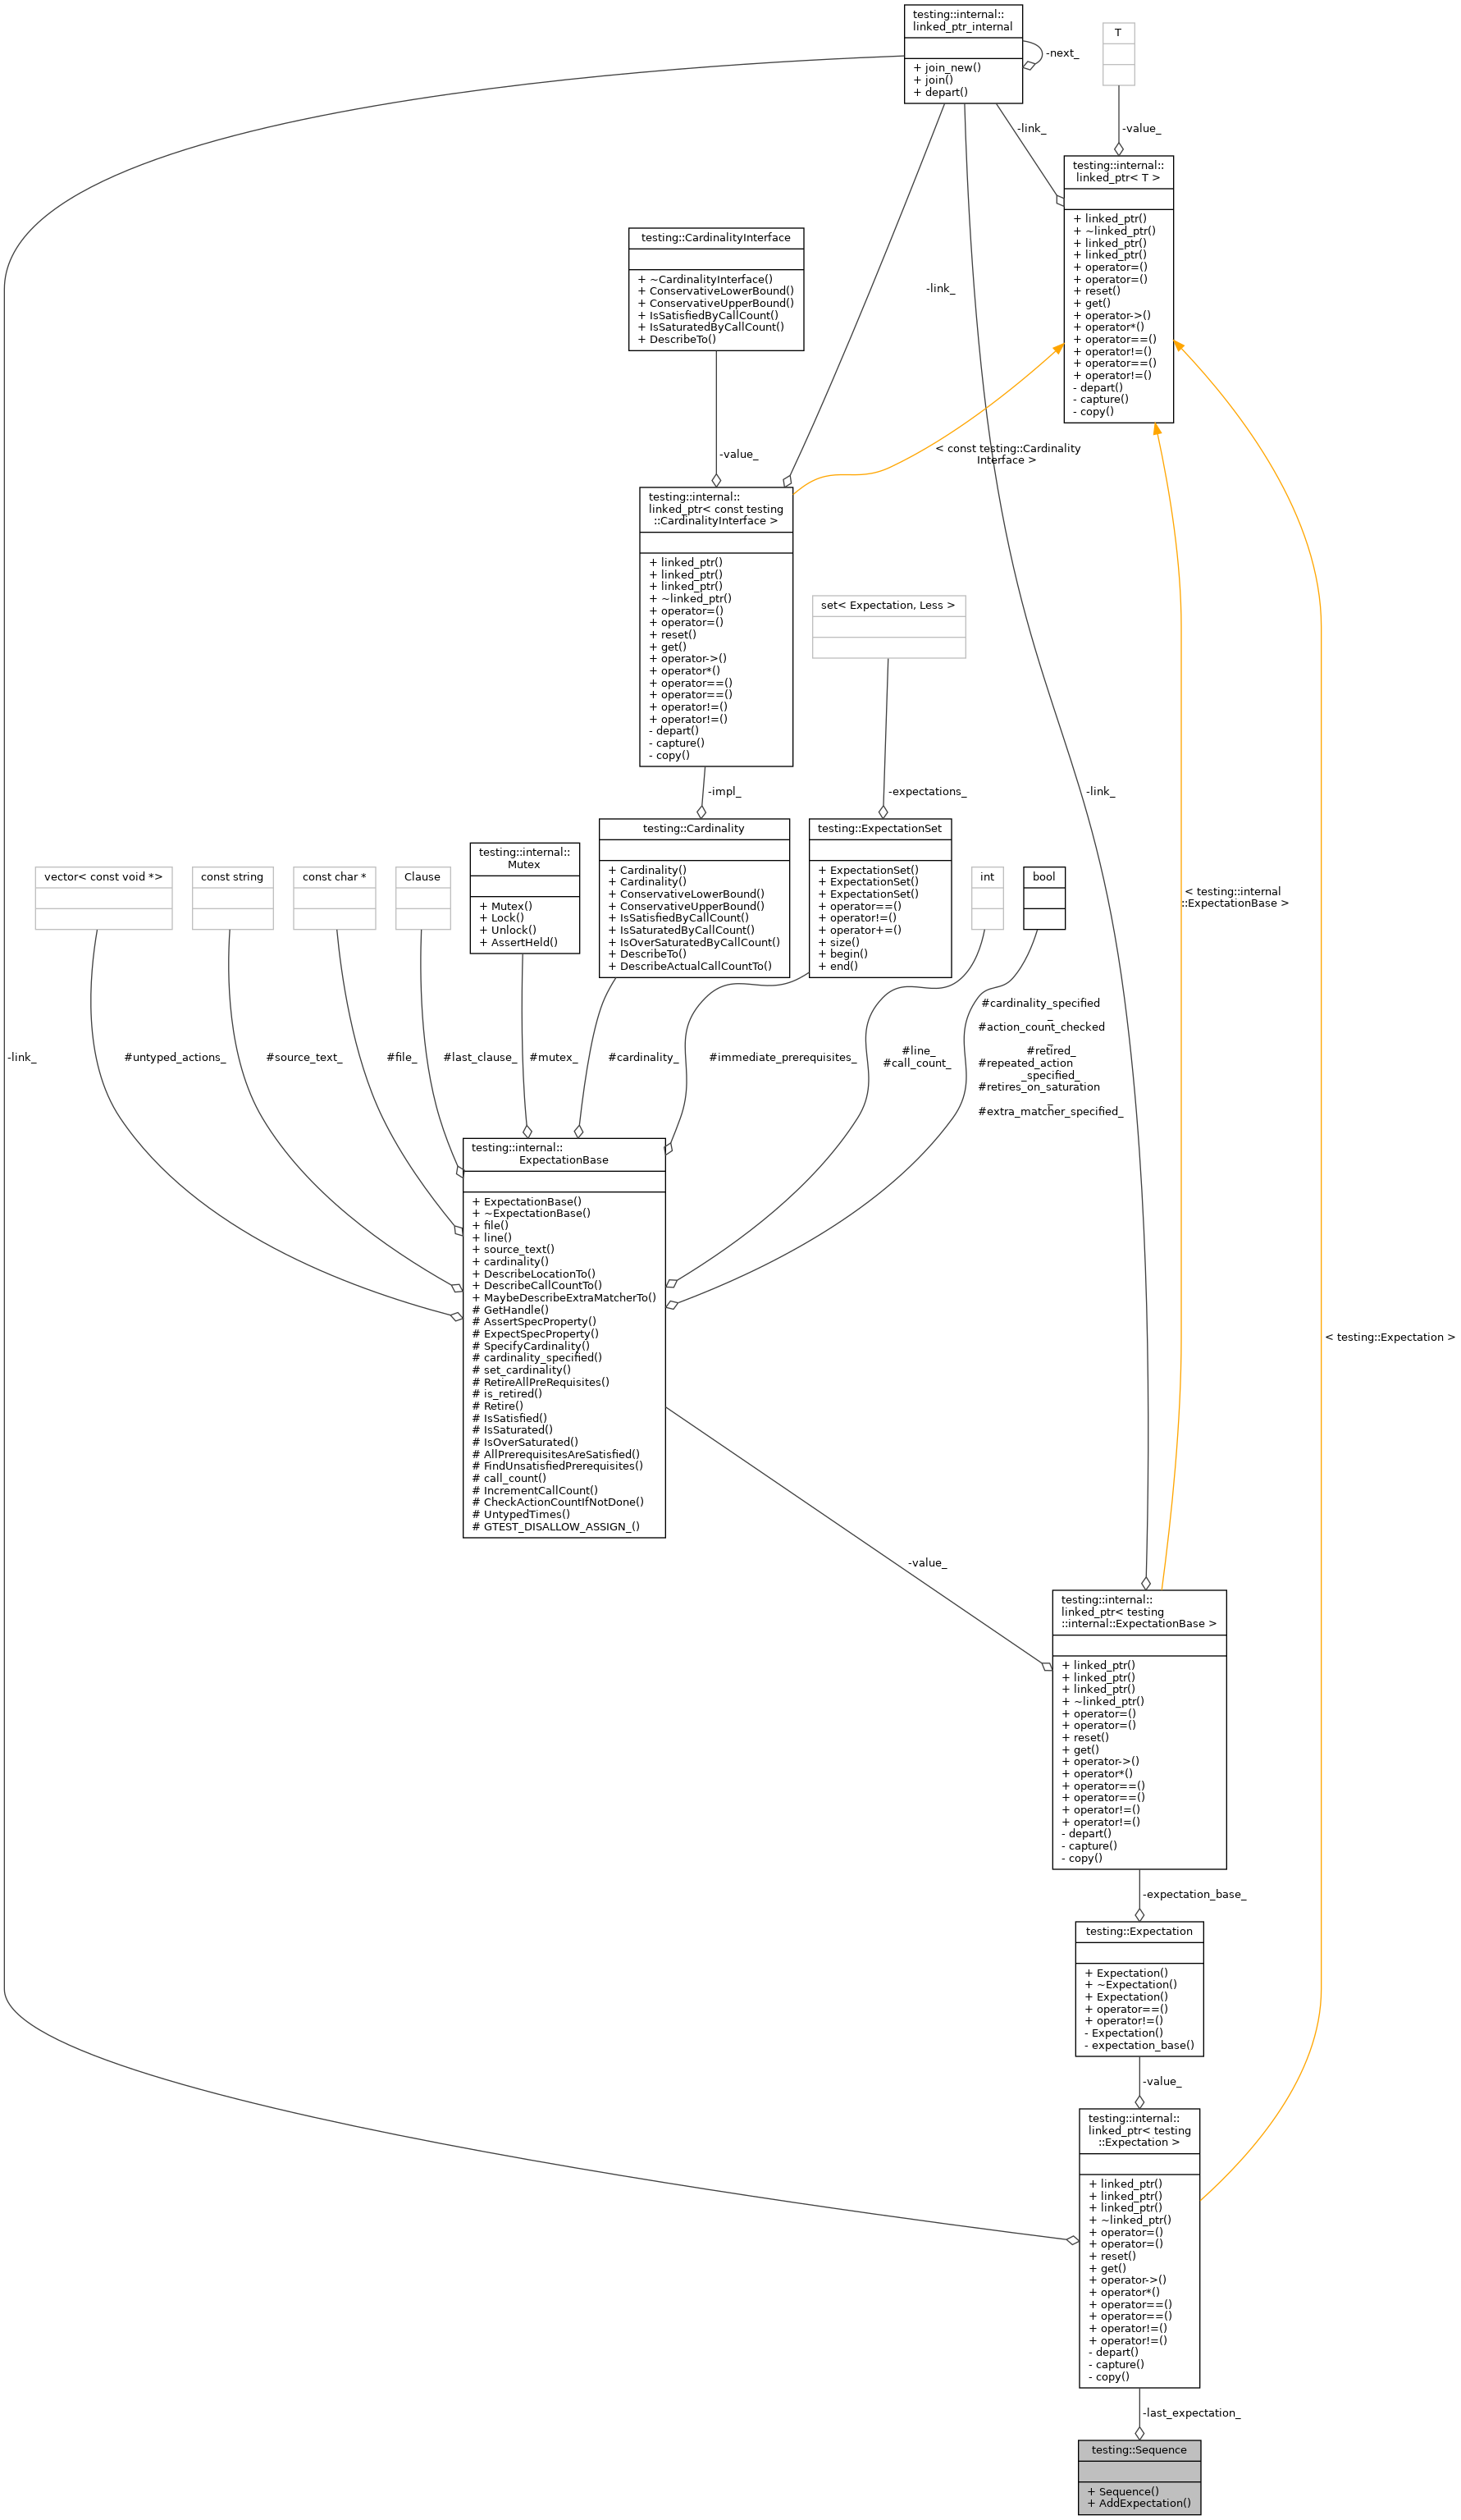 testing::internal::
linked_ptr_internal
+ join_new()
+ join()
+ depart()
-next_
T
-link_
-value_
testing::internal::
linked_ptr< T >
+ linked_ptr()
+ ~linked_ptr()
+ linked_ptr()
+ linked_ptr()
+ operator=()
+ operator=()
+ reset()
+ get()
+ operator->()
+ operator*()
+ operator==()
+ operator!=()
+ operator==()
+ operator!=()
- depart()
- capture()
- copy()
testing::CardinalityInterface
+ ~CardinalityInterface()
+ ConservativeLowerBound()
+ ConservativeUpperBound()
+ IsSatisfiedByCallCount()
+ IsSaturatedByCallCount()
+ DescribeTo()
-link_
-value_
< const testing::Cardinality
Interface >
testing::internal::
linked_ptr< const testing
::CardinalityInterface >
+ linked_ptr()
+ linked_ptr()
+ linked_ptr()
+ ~linked_ptr()
+ operator=()
+ operator=()
+ reset()
+ get()
+ operator->()
+ operator*()
+ operator==()
+ operator==()
+ operator!=()
+ operator!=()
- depart()
- capture()
- copy()
set< Expectation, Less >
-impl_
-expectations_
-link_
vector< const void *>
const string
const char *
Clause
testing::internal::
Mutex
+ Mutex()
+ Lock()
+ Unlock()
+ AssertHeld()
testing::Cardinality
+ Cardinality()
+ Cardinality()
+ ConservativeLowerBound()
+ ConservativeUpperBound()
+ IsSatisfiedByCallCount()
+ IsSaturatedByCallCount()
+ IsOverSaturatedByCallCount()
+ DescribeTo()
+ DescribeActualCallCountTo()
testing::ExpectationSet
+ ExpectationSet()
+ ExpectationSet()
+ ExpectationSet()
+ operator==()
+ operator!=()
+ operator+=()
+ size()
+ begin()
+ end()
int
bool
< testing::internal
::ExpectationBase >
-link_
#untyped_actions_
#source_text_
#file_
#last_clause_
#mutex_
#cardinality_
#immediate_prerequisites_
#line_
#call_count_
#cardinality_specified
_
#action_count_checked
_
#retired_
#repeated_action
_specified_
#retires_on_saturation
_
#extra_matcher_specified_
testing::internal::
ExpectationBase
+ ExpectationBase()
+ ~ExpectationBase()
+ file()
+ line()
+ source_text()
+ cardinality()
+ DescribeLocationTo()
+ DescribeCallCountTo()
+ MaybeDescribeExtraMatcherTo()
# GetHandle()
# AssertSpecProperty()
# ExpectSpecProperty()
# SpecifyCardinality()
# cardinality_specified()
# set_cardinality()
# RetireAllPreRequisites()
# is_retired()
# Retire()
# IsSatisfied()
# IsSaturated()
# IsOverSaturated()
# AllPrerequisitesAreSatisfied()
# FindUnsatisfiedPrerequisites()
# call_count()
# IncrementCallCount()
# CheckActionCountIfNotDone()
# UntypedTimes()
# GTEST_DISALLOW_ASSIGN_()
< testing::Expectation >
-value_
testing::internal::
linked_ptr< testing
::internal::ExpectationBase >
+ linked_ptr()
+ linked_ptr()
+ linked_ptr()
+ ~linked_ptr()
+ operator=()
+ operator=()
+ reset()
+ get()
+ operator->()
+ operator*()
+ operator==()
+ operator==()
+ operator!=()
+ operator!=()
- depart()
- capture()
- copy()
-expectation_base_
testing::Expectation
+ Expectation()
+ ~Expectation()
+ Expectation()
+ operator==()
+ operator!=()
- Expectation()
- expectation_base()
-value_
testing::internal::
linked_ptr< testing
::Expectation >
+ linked_ptr()
+ linked_ptr()
+ linked_ptr()
+ ~linked_ptr()
+ operator=()
+ operator=()
+ reset()
+ get()
+ operator->()
+ operator*()
+ operator==()
+ operator==()
+ operator!=()
+ operator!=()
- depart()
- capture()
- copy()
-last_expectation_
testing::Sequence
+ Sequence()
+ AddExpectation()